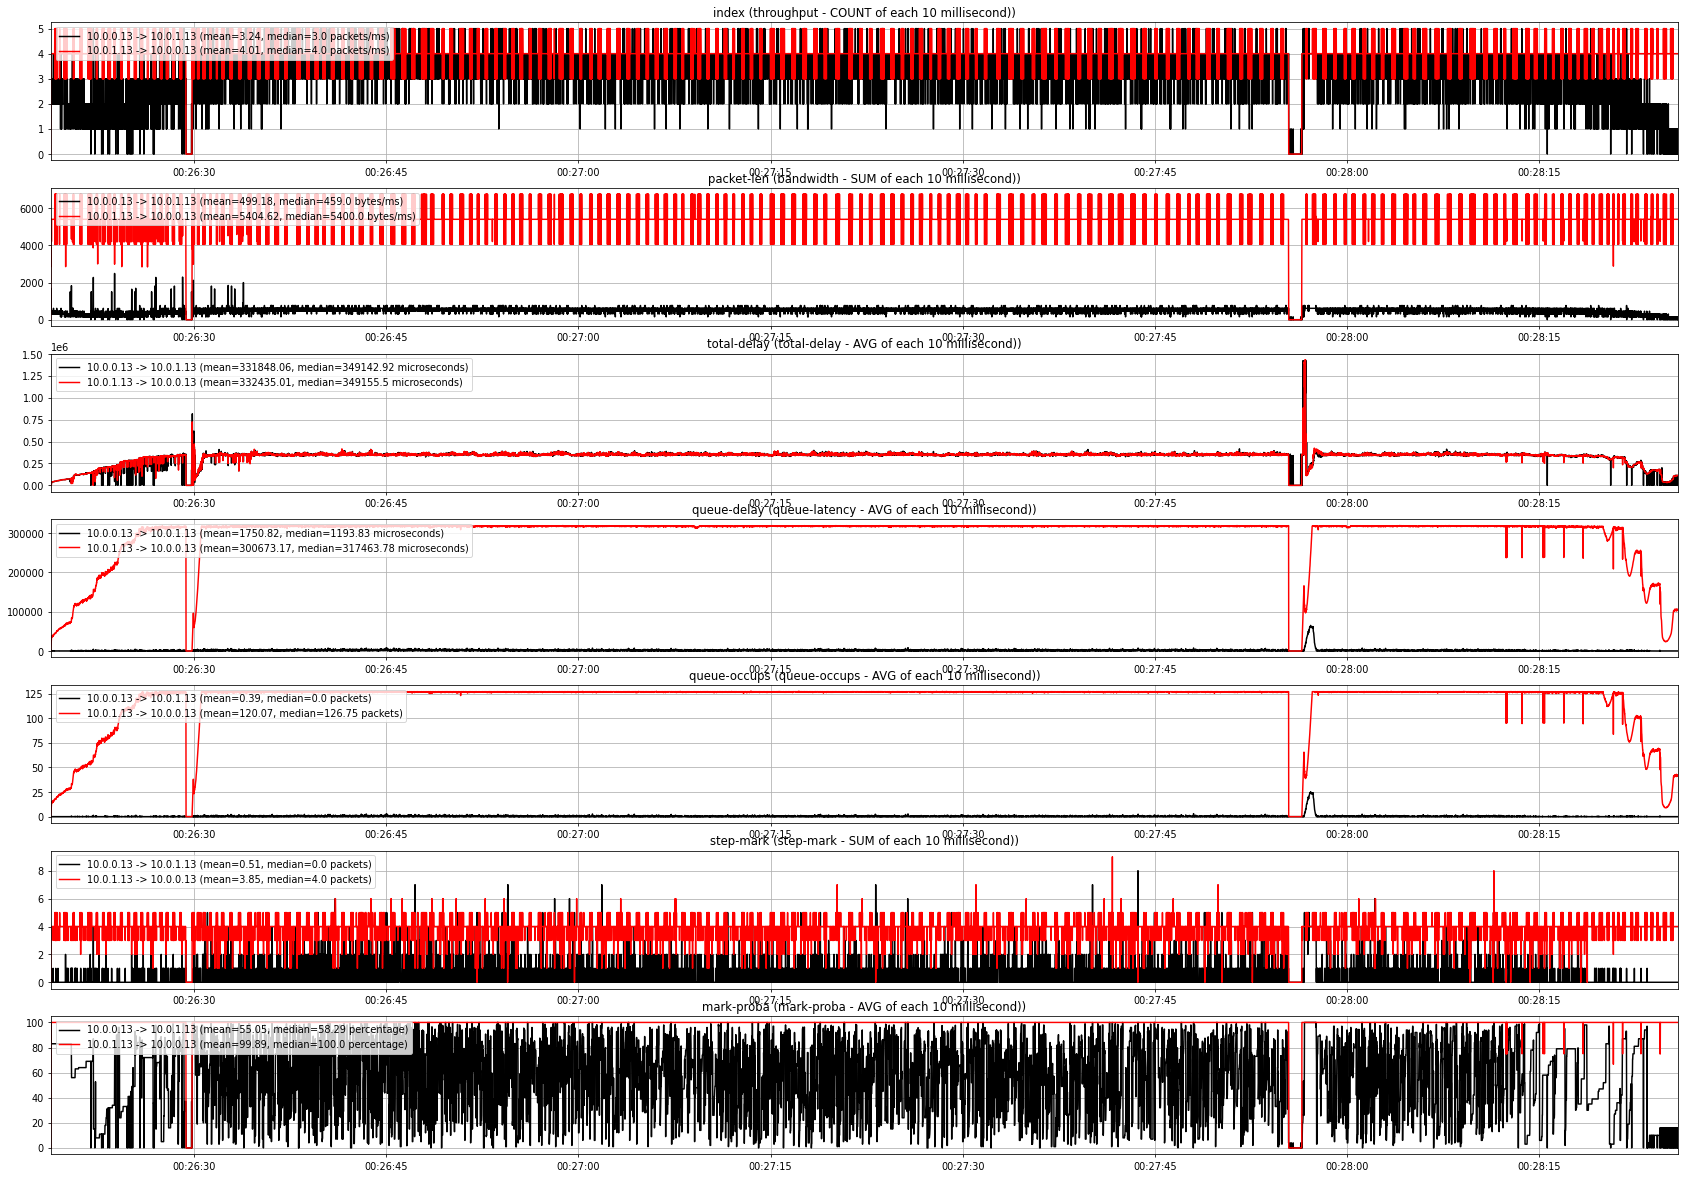 index (throughput - COUNT of each 10 millisecond))
10.0.0.13 -> 10.0.1.13 (mean=3.24, median=3.0 packets/ms)
10.0.1.13 -> 10.0.0.13 (mean=4.01, median=4.0 packets/ms)
5
4
3
2
1
0
00:26:30 00:26:45 00:27:00 00:27:15 00:27:30 00:27:45 00:28:00 00:28:15
packet-len (bandwidth - SUM of each 10 millisecond))
10.0.0.13 -> 10.0.1.13 (mean=499.18, median=459.0 bytes/ms)
10.0.1.13 -> 10.0.0.13 (mean=5404.62, median=5400.0 bytes/ms)
6000
4000
2000
0
00:26:30 00:26:45 00:27:00 00:27:15 00:27:30 00:27:45 00:28:00 00:28:15
total-delay (total-delay - AVG of each 10 millisecond))
1e6
10.0.0.13 -> 10.0.1.13 (mean=331848.06, median=349142.92 microseconds)
10.0.1.13 -> 10.0.0.13 (mean=332435.01, median=349155.5 microseconds)
1.50
1.25
1.00
0.75
0.50
0.25
0.00
00:26:30 00:26:45 00:27:00 00:27:15 00:27:30 00:27:45 00:28:00 00:28:15
queue-delay (queue-latency - AVG of each 10 millisecond))
10.0.0.13 -> 10.0.1.13 (mean=1750.82, median=1193.83 microseconds)
10.0.1.13 -> 10.0.0.13 (mean=300673.17, median=317463.78 microseconds)
300000
200000
100000
0
00:26:30 00:26:45 00:27:00 00:27:15 00:27:30 00:27:45 00:28:00 00:28:15
queue-occups (queue-occups - AVG of each 10 millisecond))
10.0.0.13 -> 10.0.1.13 (mean=0.39, median=0.0 packets)
10.0.1.13 -> 10.0.0.13 (mean=120.07, median=126.75 packets)
125
100
75
50
25
0
00:26:30 00:26:45 00:27:00 00:27:15 00:27:30 00:27:45 00:28:00 00:28:15
step-mark (step-mark - SUM of each 10 millisecond))
10.0.0.13 -> 10.0.1.13 (mean=0.51, median=0.0 packets)
10.0.1.13 -> 10.0.0.13 (mean=3.85, median=4.0 packets)
8
6
4
2
0
00:26:30 00:26:45 00:27:00 00:27:15 00:27:30 00:27:45 00:28:00 00:28:15
mark-proba (mark-proba - AVG of each 10 millisecond))
10.0.0.13 -> 10.0.1.13 (mean=55.05, median=58.29 percentage)
10.0.1.13 -> 10.0.0.13 (mean=99.89, median=100.0 percentage)
100
80
60
40
20
0
00:26:30 00:26:45 00:27:00 00:27:15 00:27:30 00:27:45 00:28:00 00:28:15